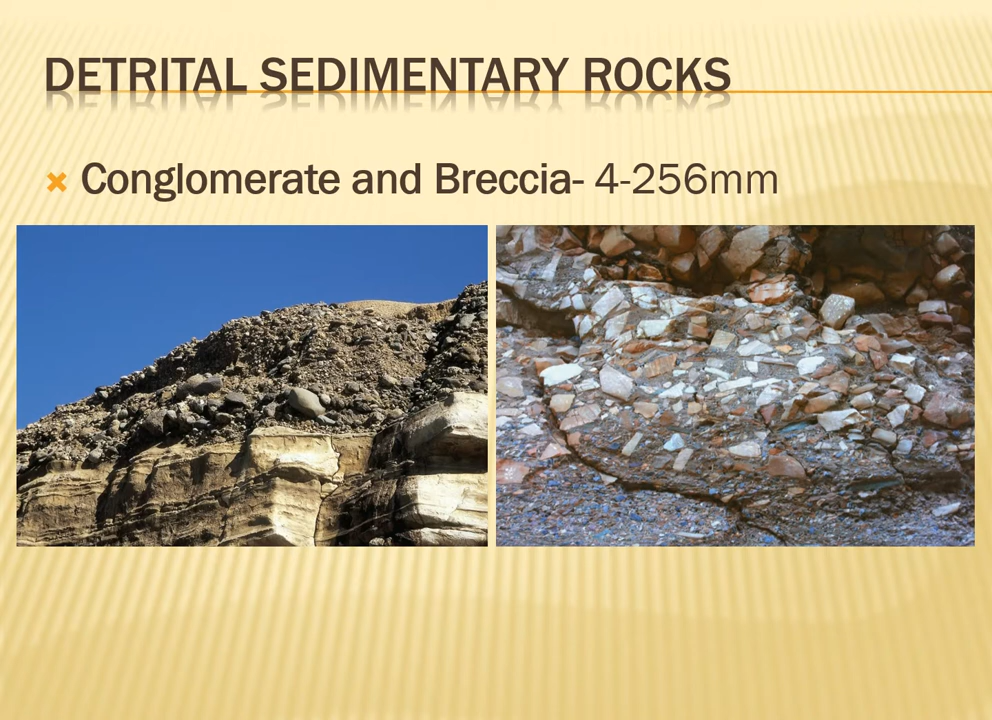 DETRITAL SEDIMENTARY ROCKS
Conglomerate and Breccia- 4-256mm